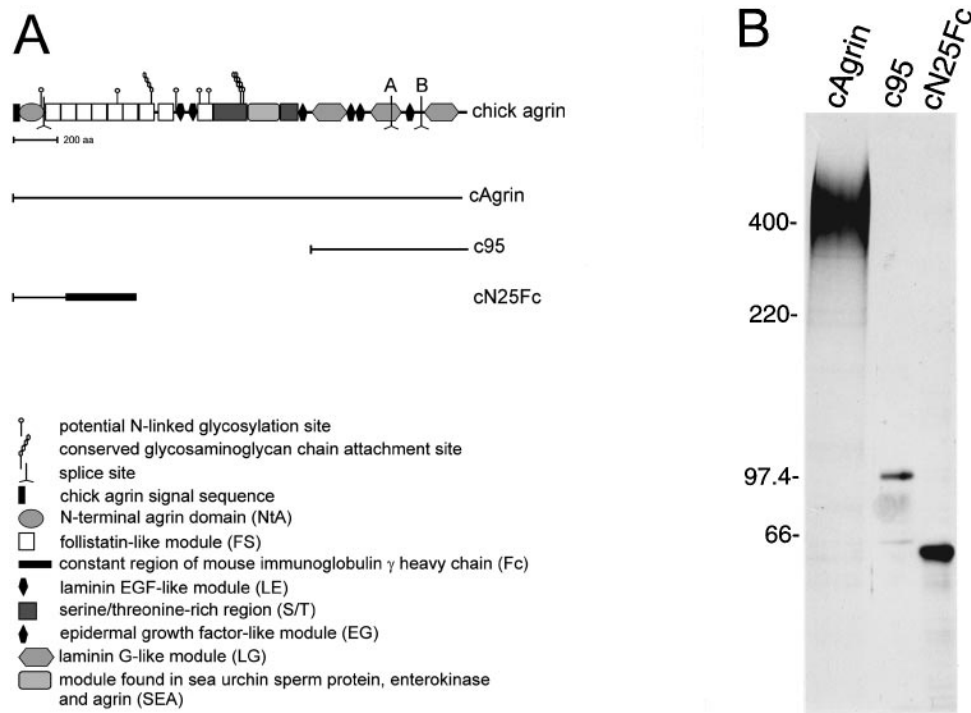 A
A B
chick agrin
200 aa
cAgrin
c95
cN25Fc
potential N-linked glycosylation site
conserved glycosaminoglycan chain attachment site
splice site
chick agrin signal sequence
N-terminal agrin domain (NtA)
follistatin-like module (FS)
constant region of mouse immunoglobulin γ heavy chain (Fc)
laminin EGF-like module (LE)
serine/threonine-rich region (S/T)
epidermal growth factor-like module (EG)
laminin G-like module (LG)
module found in sea urchin sperm protein, enterokinase
and agrin (SEA)
B
cAgrin
c95
cN25Fc
400-
220-
97.4-
66-